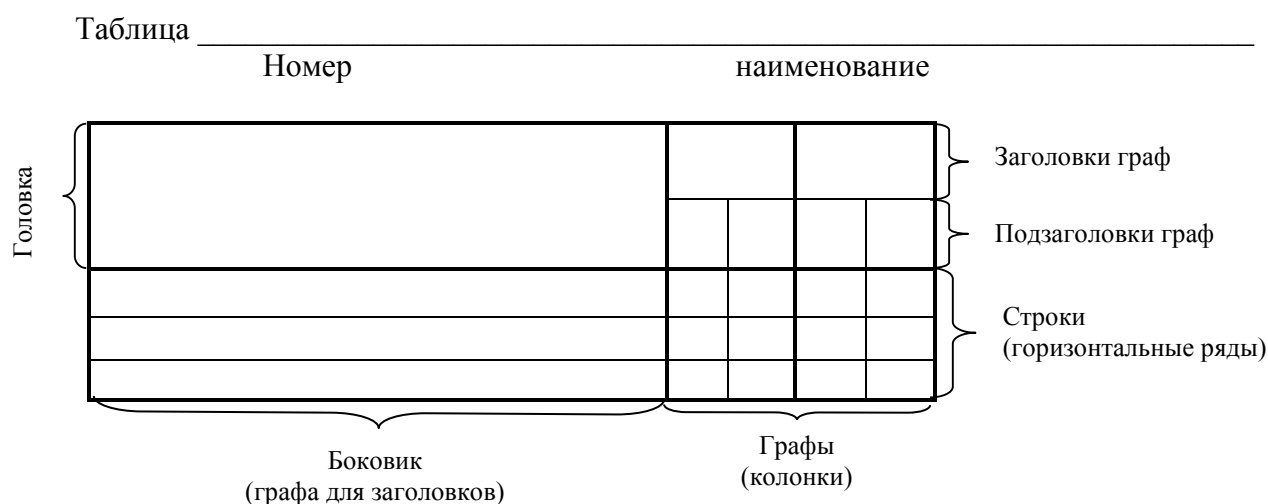 Таблица
Номер наименование
Головка
Заголовки граф
Подзаголовки граф
Строки
(горизонтальные ряды)
Боковик
(графа для заголовков)
Графы
(колонки)